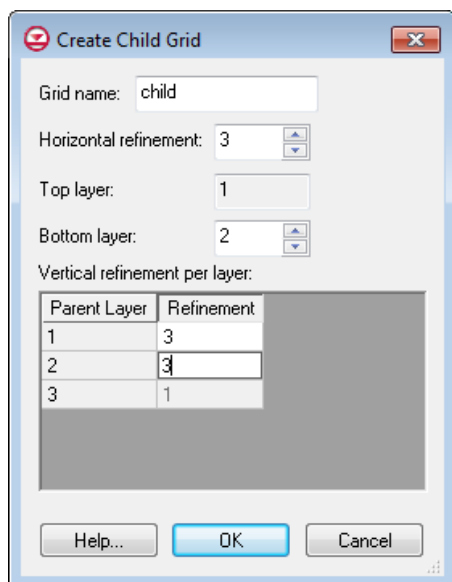 Create Child Grid
Grid name: child
Horizontal refinement: 3
Top layer: 1
Bottom layer: 2
Vertical refinement per layer:
Parent Layer Refinement
1 3
2 3
3 1
Help... OK Cancel